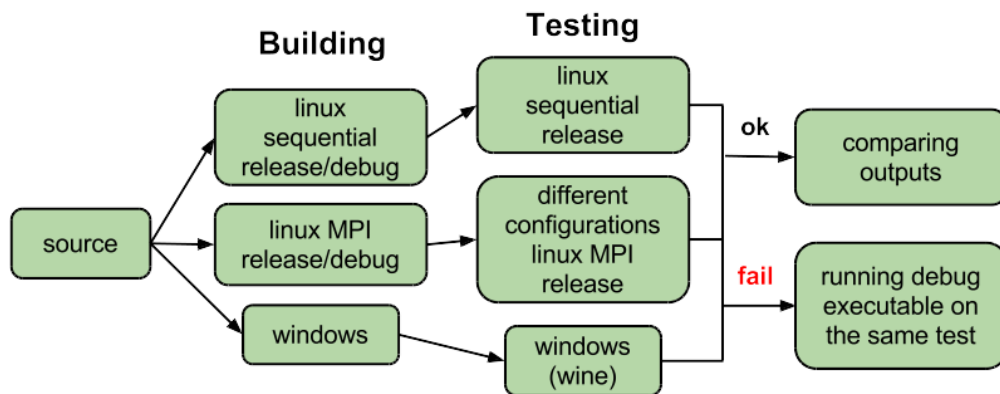 Building
Testing
source
linux
sequential
release/debug
linux MPI
release/debug
windows
linux
sequential
release
different
configurations
linux MPI
release
windows
(wine)
ok
fail
comparing
outputs
running debug
executable on
the same test